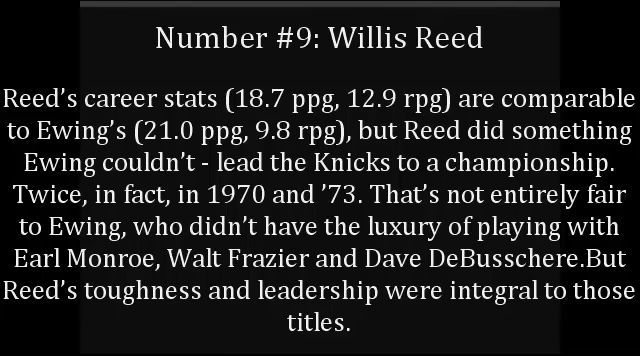 Number #9: Willis Reed
Reed’s career stats (18.7 ppg, 12.9 rpg) are comparable
to Ewing’s (21.0 ppg, 9.8 rpg), but Reed did something
Ewing couldn’t - lead the Knicks to a championship.
Twice, in fact, in 1970 and ’73. That’s not entirely fair
to Ewing, who didn’t have the luxury of playing with
Earl Monroe, Walt Frazier and Dave DeBusschere.But
Reed’s toughness and leadership were integral to those
titles.